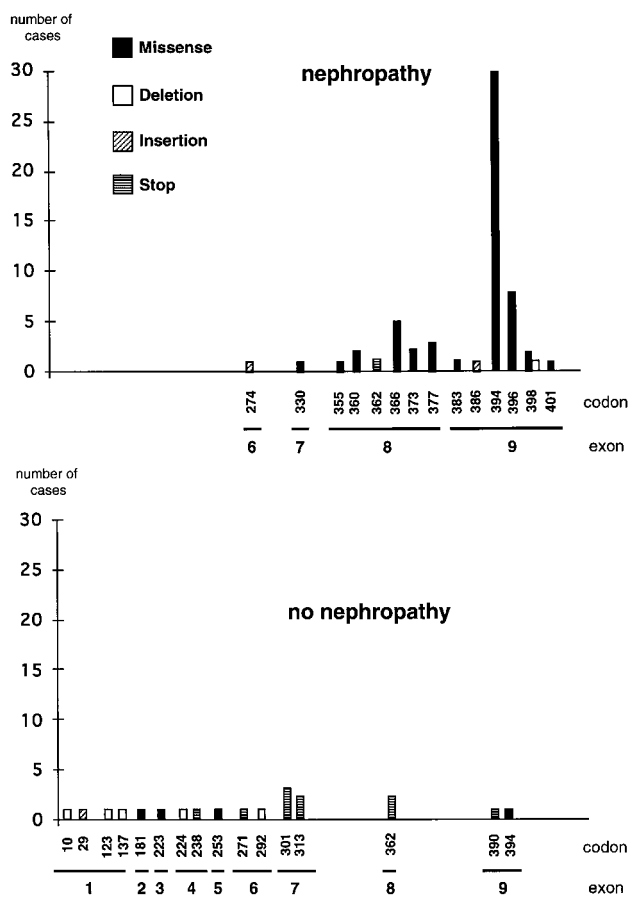 number of
cases
Missense
nephropathy
Deletion
Insertion
Stop
30
25
20
15
10
5
0
274 330 355 360 362 366 373 377 383 386 394 396 398 401 codon
6 7 8 9 exon
number of
cases
30
25
20
15
10
5
0
no nephropathy
10 29 123 137 181 223 224 238 253 271 292 301 313 362 390 394 codon
1 2 3 4 5 6 7 8 9 exon